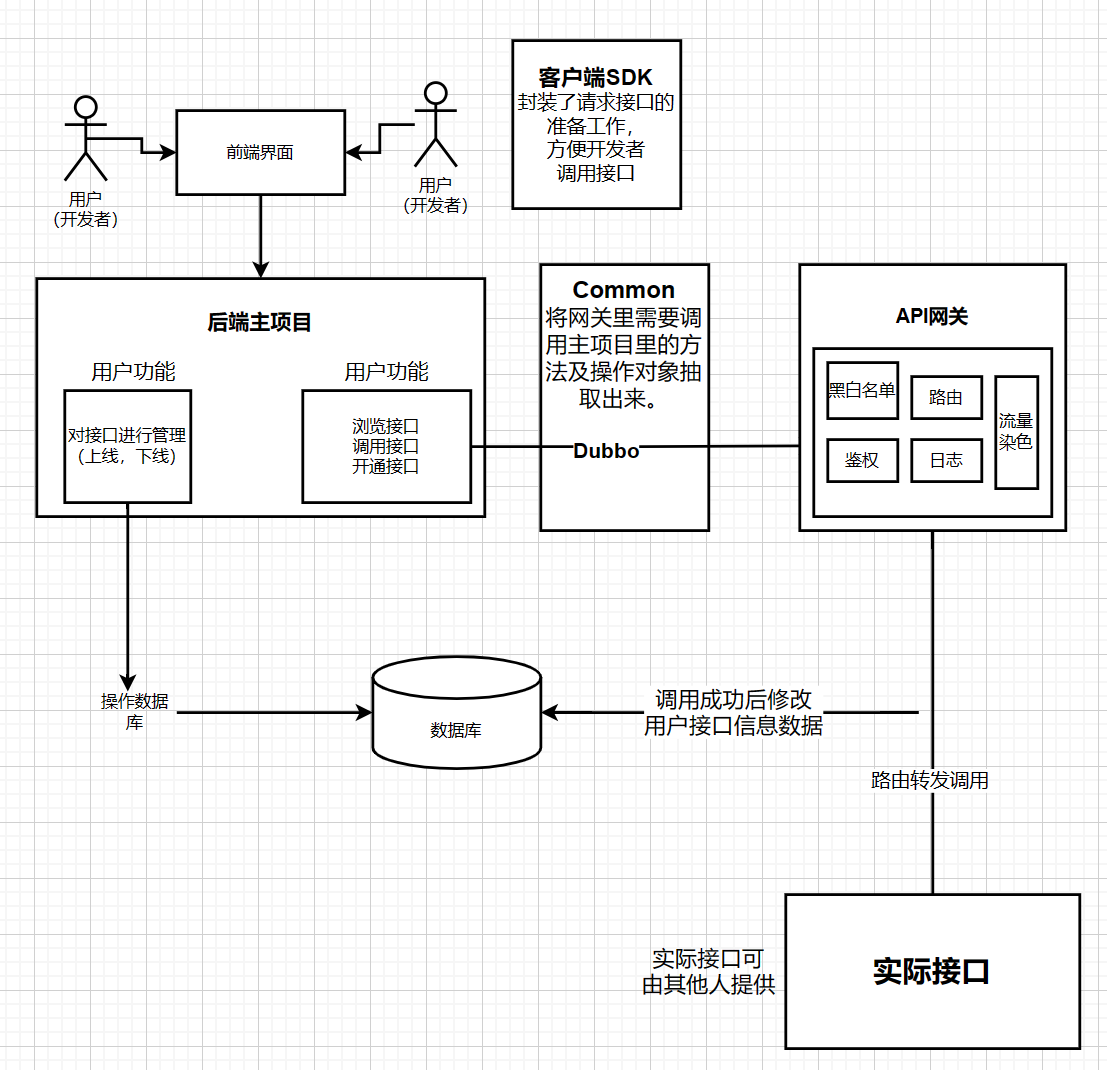 客户端SDK
封装了请求接口的
准备工作，
方便开发者
调用接口
前端界面
用户
（开发者）
用户
（开发者）
后端主项目
用户功能
对接口进行管理
（上线，下线）
用户功能
浏览接口
调用接口
开通接口
Common
将网关里需要调
用主项目里的方
法及操作对象抽
取出来。
Dubbo
API网关
黑白名单
路由
流量
染色
鉴权
日志
操作数据
库
数据库
调用成功后修改
用户接口信息数据
路由转发调用
实际接口可
由其他人提供
实际接口